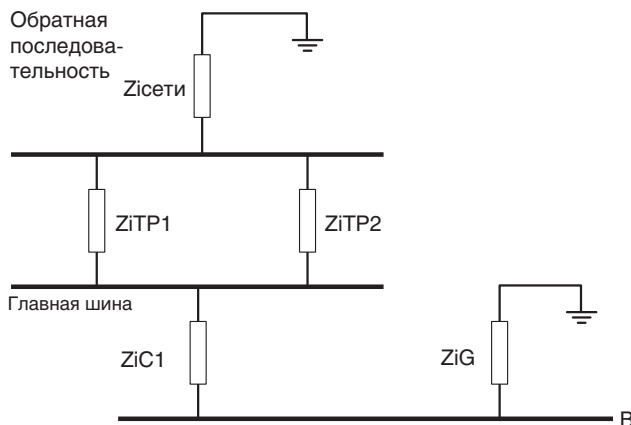 Обратная
последова-
тельность
Ziсети
ZiTP1
ZiTP2
Главная шина
ZiC1
ZiG
B